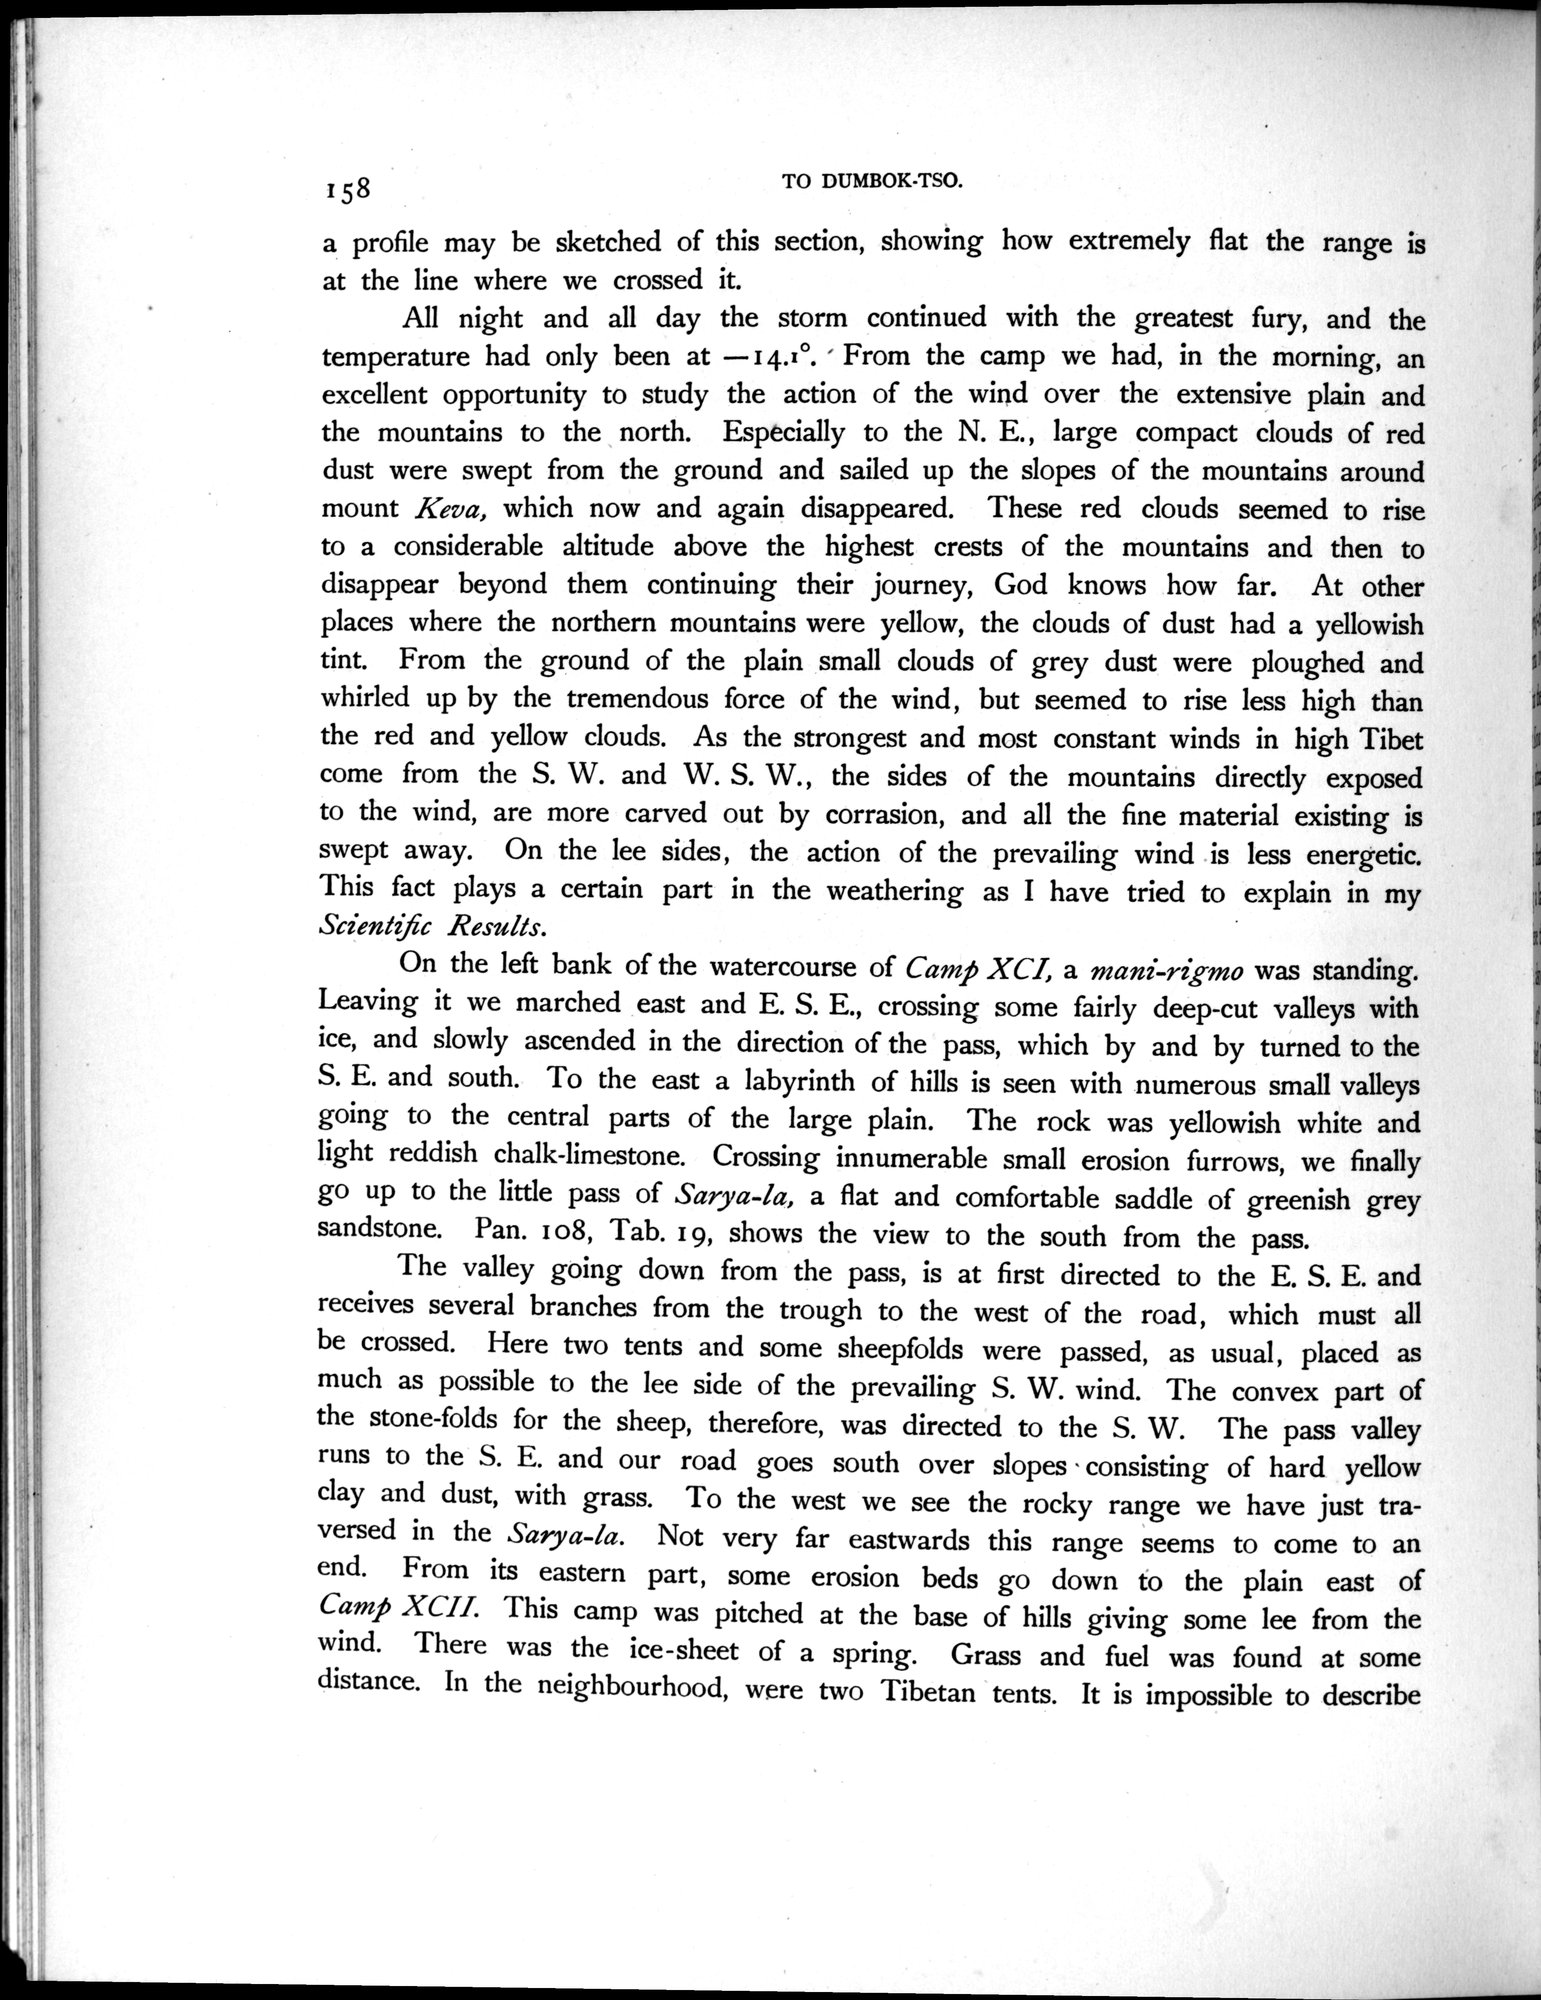 158
TO DUMBOK-TSO.
a profile may be sketched of this section, showing how extremely flat the range is
at the line where we crossed it.
All night and all day the storm continued with the greatest fury, and the
temperature had only been at —14.1°. From the camp we had, in the morning, an
excellent opportunity to study the action of the wind over the extensive plain and
the mountains to the north. Especially to the N. E., large compact clouds of red
dust were swept from the ground and sailed up the slopes of the mountains around
mount Keva, which now and again disappeared. These red clouds seemed to rise
to a considerable altitude above the highest crests of the mountains and then to
disappear beyond them continuing their journey, God knows how far. At other
places where the northern mountains were yellow, the clouds of dust had a yellowish
tint. From the ground of the plain small clouds of grey dust were ploughed and
whirled up by the tremendous force of the wind, but seemed to rise less high than
the red and yellow clouds. As the strongest and most constant winds in high Tibet
come from the S. W. and W. S. W., the sides of the mountains directly exposed
to the wind, are more carved out by corrasion, and all the fine material existing is
swept away. On the lee sides, the action of the prevailing wind is less energetic.
This fact plays a certain part in the weathering as I have tried to explain in my
Scientific Results.
On the left bank of the watercourse of Camp XCI, a mani-rigmo was standing.
Leaving it we marched east and E. S. E., crossing some fairly deep-cut valleys with
ice, and slowly ascended in the direction of the pass, which by and by turned to the
S. E. and south. To the east a labyrinth of hills is seen with numerous small valleys
going to the central parts of the large plain. The rock was yellowish white and
light reddish chalk-limestone. Crossing innumerable small erosion furrows, we finally
go up to the little pass of Sarya-la, a flat and comfortable saddle of greenish grey
sandstone. Pan. 108, Tab. 19, shows the view to the south from the pass.
The valley going down from the pass, is at first directed to the E. S. E. and
receives several branches from the trough to the west of the road, which must all
be crossed. Here two tents and some sheepfolds were passed, as usual, placed as
much as possible to the lee side of the prevailing S. W. wind. The convex part of
the stone-folds for the sheep, therefore, was directed to the S. W. The pass valley
runs to the S. E. and our road goes south over slopes consisting of hard yellow
clay and dust, with grass. To the west we see the rocky range we have just tra-
versed in the Sarya-la. Not very far eastwards this range seems to come to an
end. From its eastern part, some erosion beds go down to the plain east of
Camp XCII. This camp was pitched at the base of hills giving some lee from the
wind. There was the ice-sheet of a spring. Grass and fuel was found at some
distance. In the neighbourhood, were two Tibetan tents. It is impossible to describe